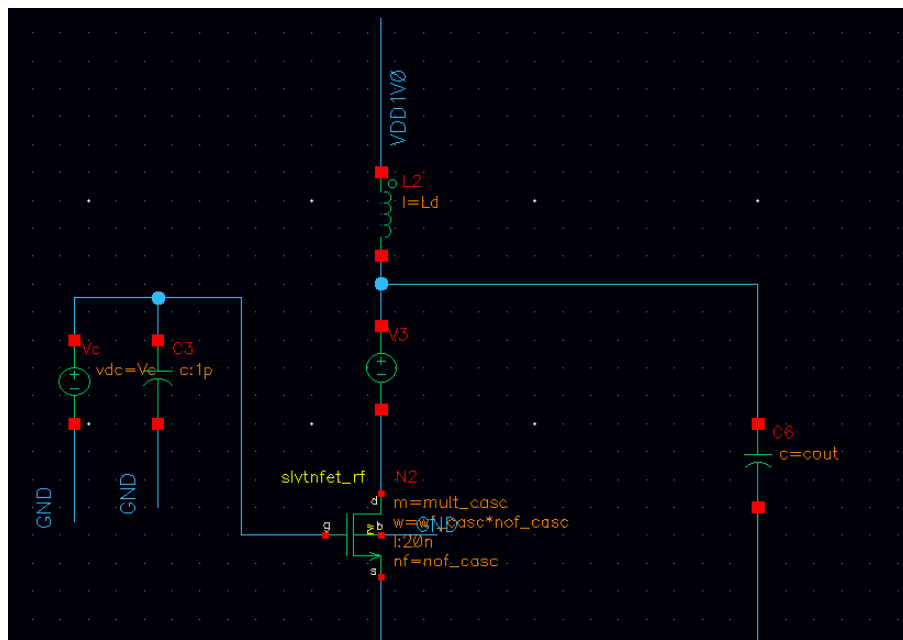 VDD1V0
L2
l=Ld
V3
Vc
vdc=Vc
C3
c:1p
GND
GND
C6
c=cout
slvtnfet_rf
N2
d
m=mult_casc
g
b
GND
l:20n
s
nf=nof_casc